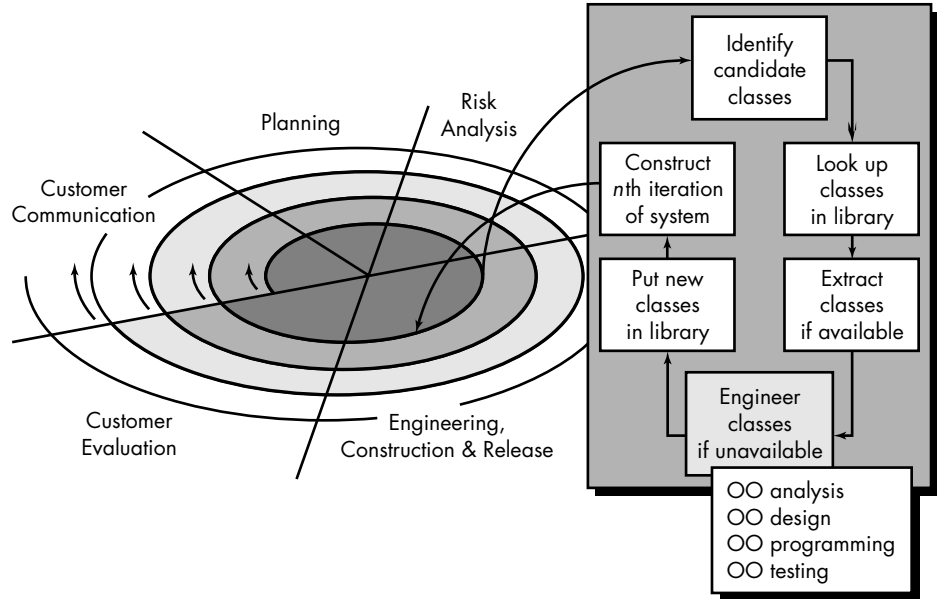 Planning
Risk
Analysis
Customer
Communication
Customer
Evaluation
Engineering,
Construction & Release
Identify
candidate
classes
Look up
classes
in library
Extract
classes
if available
Engineer
classes
if unavailable
Put new
classes
in library
Construct
nth iteration
of system
OO analysis
OO design
OO programming
OO testing